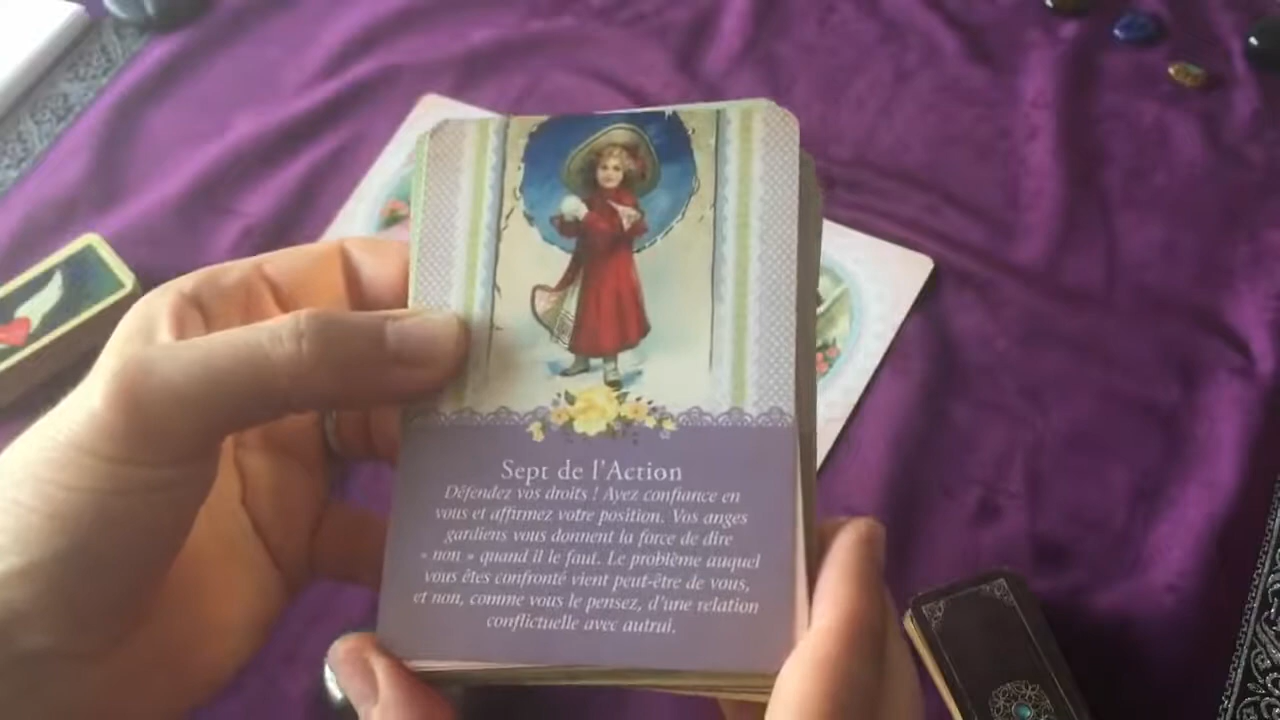 Sept de l'Action
Défendez vos droits ! Ayez confiance en
vous et affirmez votre position. Vos anges
gardiens vous donnent la force de dire
« non » quand il le faut. Le problème auquel
vous êtes confronté vient peut-être de vous,
et non, comme vous le pensez, d'une relation
conflictuelle avec autrui.